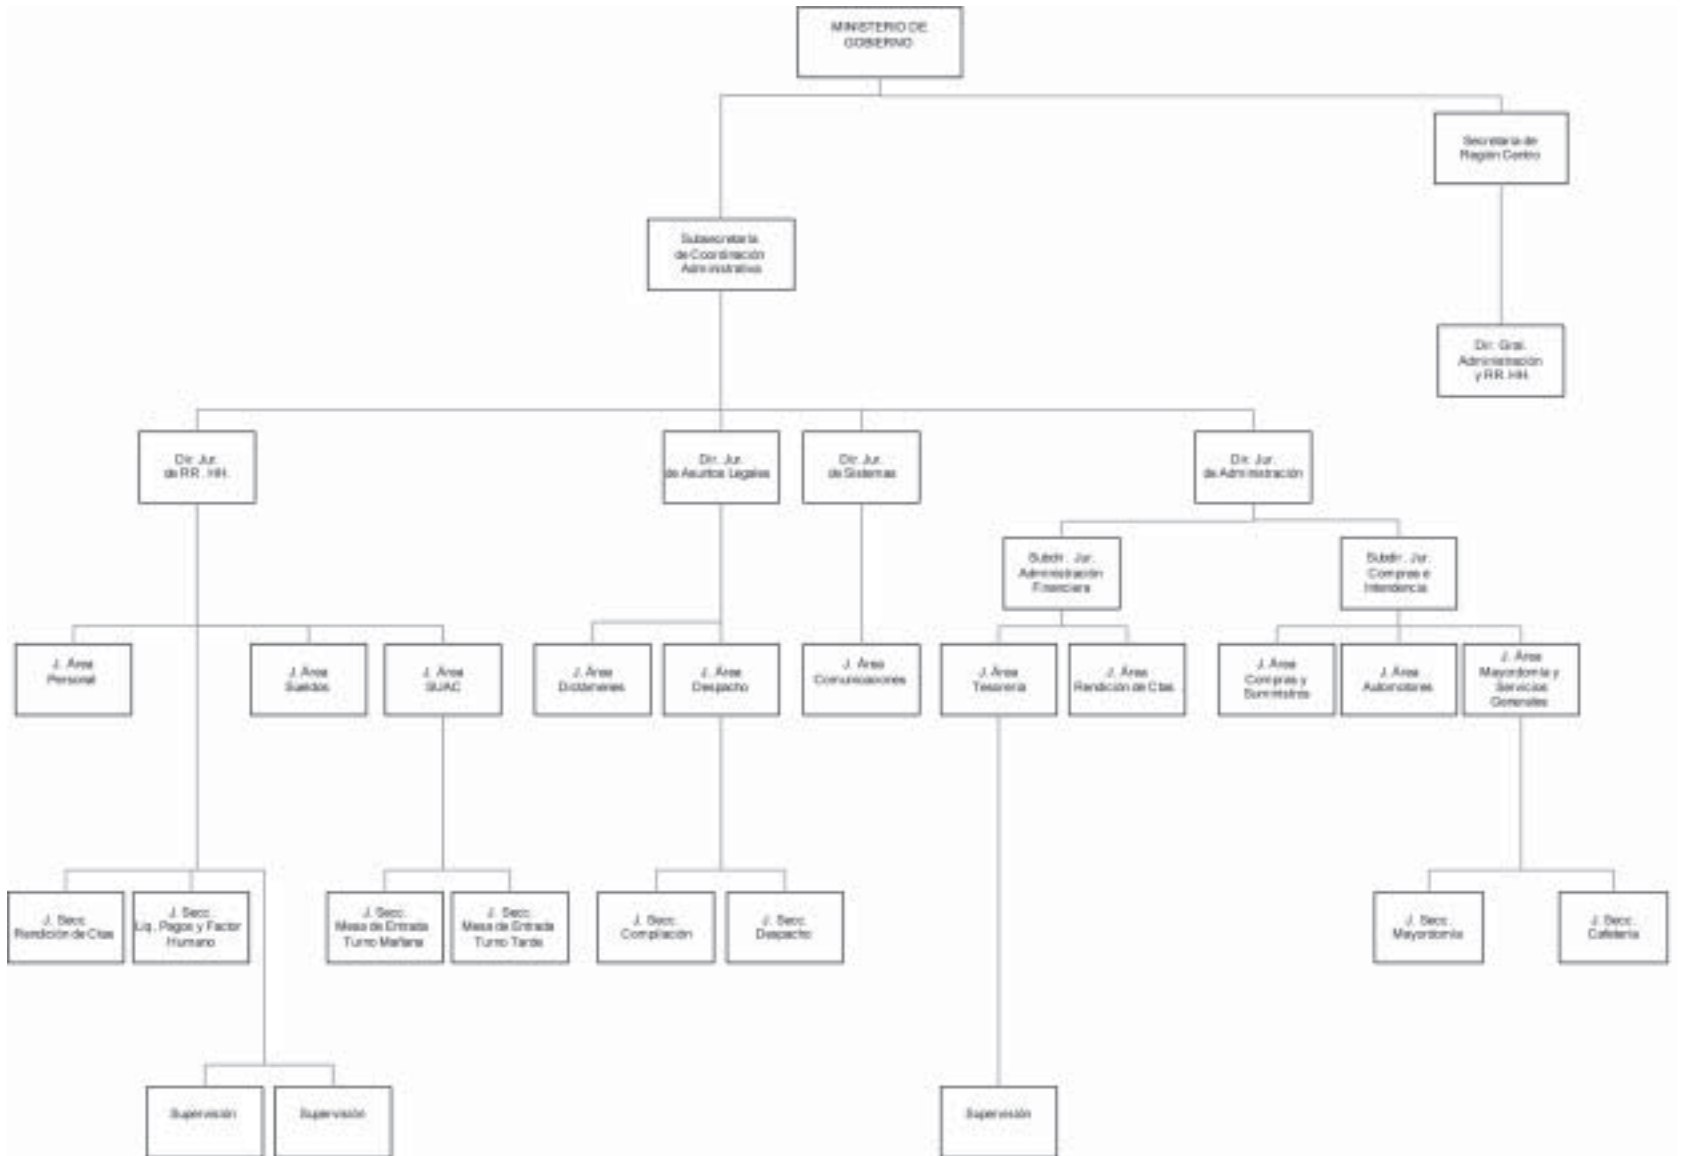 MINISTERIO DE
GOBIERNO
Secretaría de
Región Centro
Subsecretaría
de Coordinación
Administrativa
Dir. Gral.
Administración
y RR.HH.
Dir. Jur.
de RR. HH.
Dir. Jur.
de Asuntos Legales
Dir. Jur.
de Sistemas
Dir. Jur.
de Administración
Subdir. Jur.
Administración
Financiera
Subdir. Jur.
Compras e
Intendencia
J. Área
Personal
J. Área
Sueldos
J. Área
SUAC
J. Área
Dictámenes
J. Área
Despacho
J. Área
Comunicaciones
J. Área
Tesorería
J. Área
Rendición de Ctas
J. Área
Compras y
Suministros
J. Área
Automotores
J. Área
Mayordomía y
Servicios
Generales
J. Secc.
Rendición de Ctas
J. Secc.
Liq. Pagos y Factor
Humano
J. Secc.
Mesa de Entrada
Turno Mañana
J. Secc.
Mesa de Entrada
Turno Tarde
J. Secc.
Compilación
J. Secc.
Despacho
J. Secc.
Mayordomía
J. Secc.
Cafetería
Supervisión
Supervisión
Supervisión